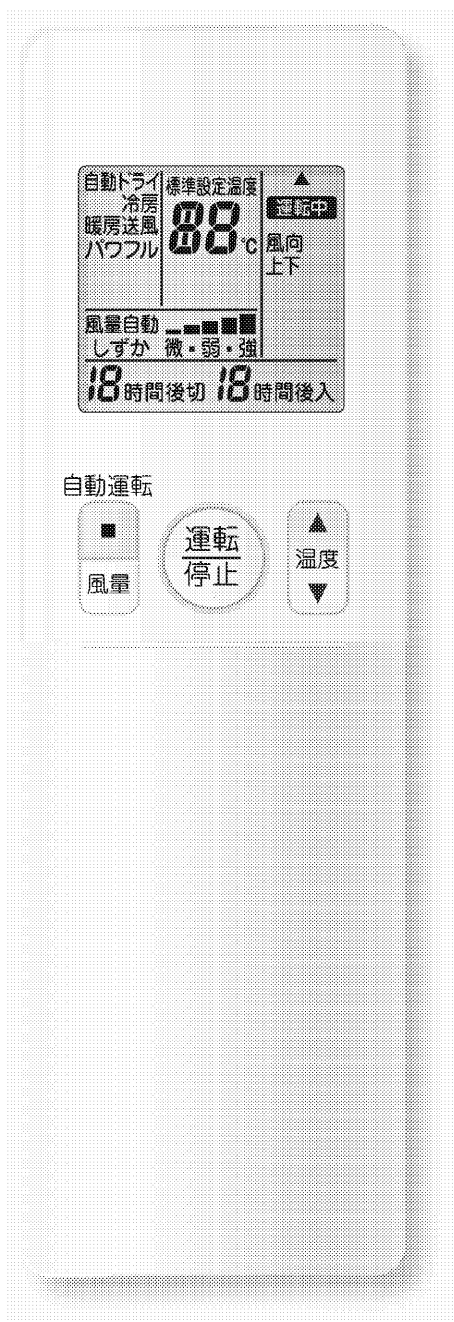 自動ドライ
冷房
暖房送風
パワフル
標準設定温度
88℃
▲
運転中
風向
上下
風量自動
しずか 微・弱・強
18時間後切 18時間後入
自動運転
■
風量
運転
停止
▲
温度
▼